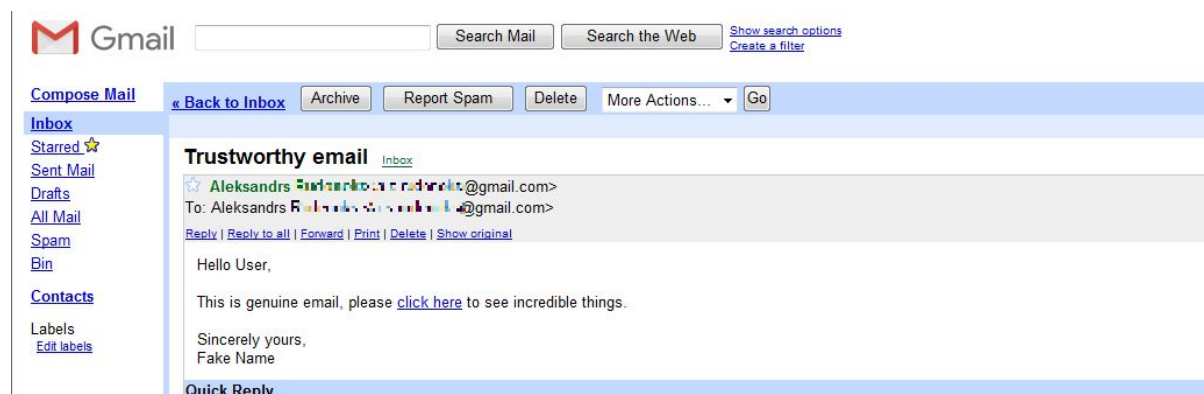 Gmail
Search Mail Search the Web Show search options
Create a filter
Compose Mail
« Back to Inbox Archive Report Spam Delete More Actions... Go
Inbox
Starred
Sent Mail
Drafts
All Mail
Spam
Bin
Contacts
Labels
Edit labels
Trustworthy email Inbox
Aleksandrs @gmail.com>
To: Aleksandrs @gmail.com>
Reply | Reply to all | Forward | Print | Delete | Show original
Hello User,
This is genuine email, please click here to see incredible things.
Sincerely yours,
Fake Name
Quick Reply